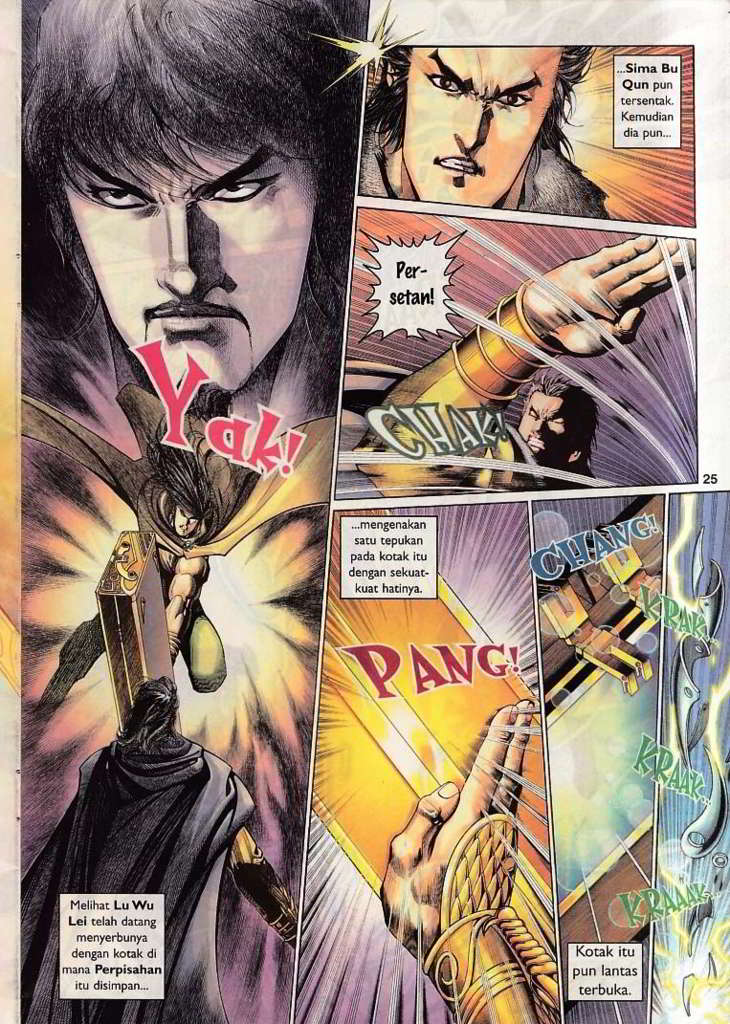 Yak!
Melihat Lu Wu
Lei telah datang
menyerbunya
dengan kotak di
mana Perpisahan
itu disimpan...
...Sima Bu
Qun pun
tersentak.
Kemudian
dia pun...
Per-
setan!
CHAK!
25
...mengenakan
satu tepukan
pada kotak itu
dengan sekuat-
kuat hatinya.
PANG!
CHANG!
KRAK...
KRAAK...
KRAAAK...
Kotak itu
pun lantas
terbuka.